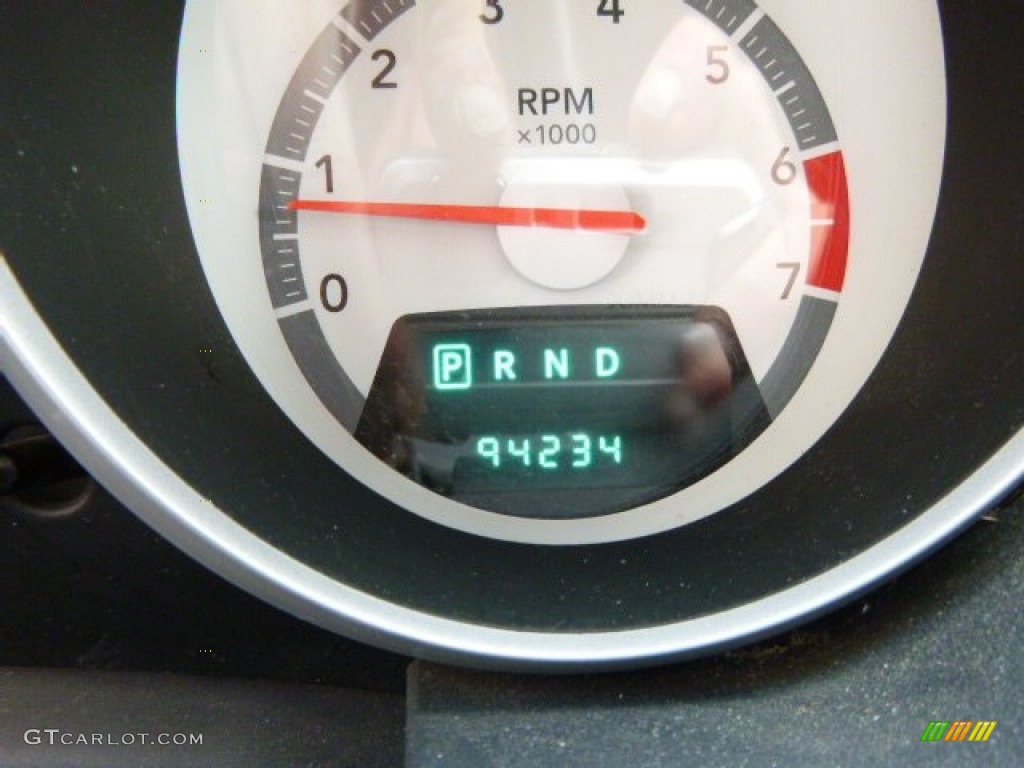 3 4
2 5
RPM
×1000
1 6
0 7
P R N D
94234
GTCARLOT.COM